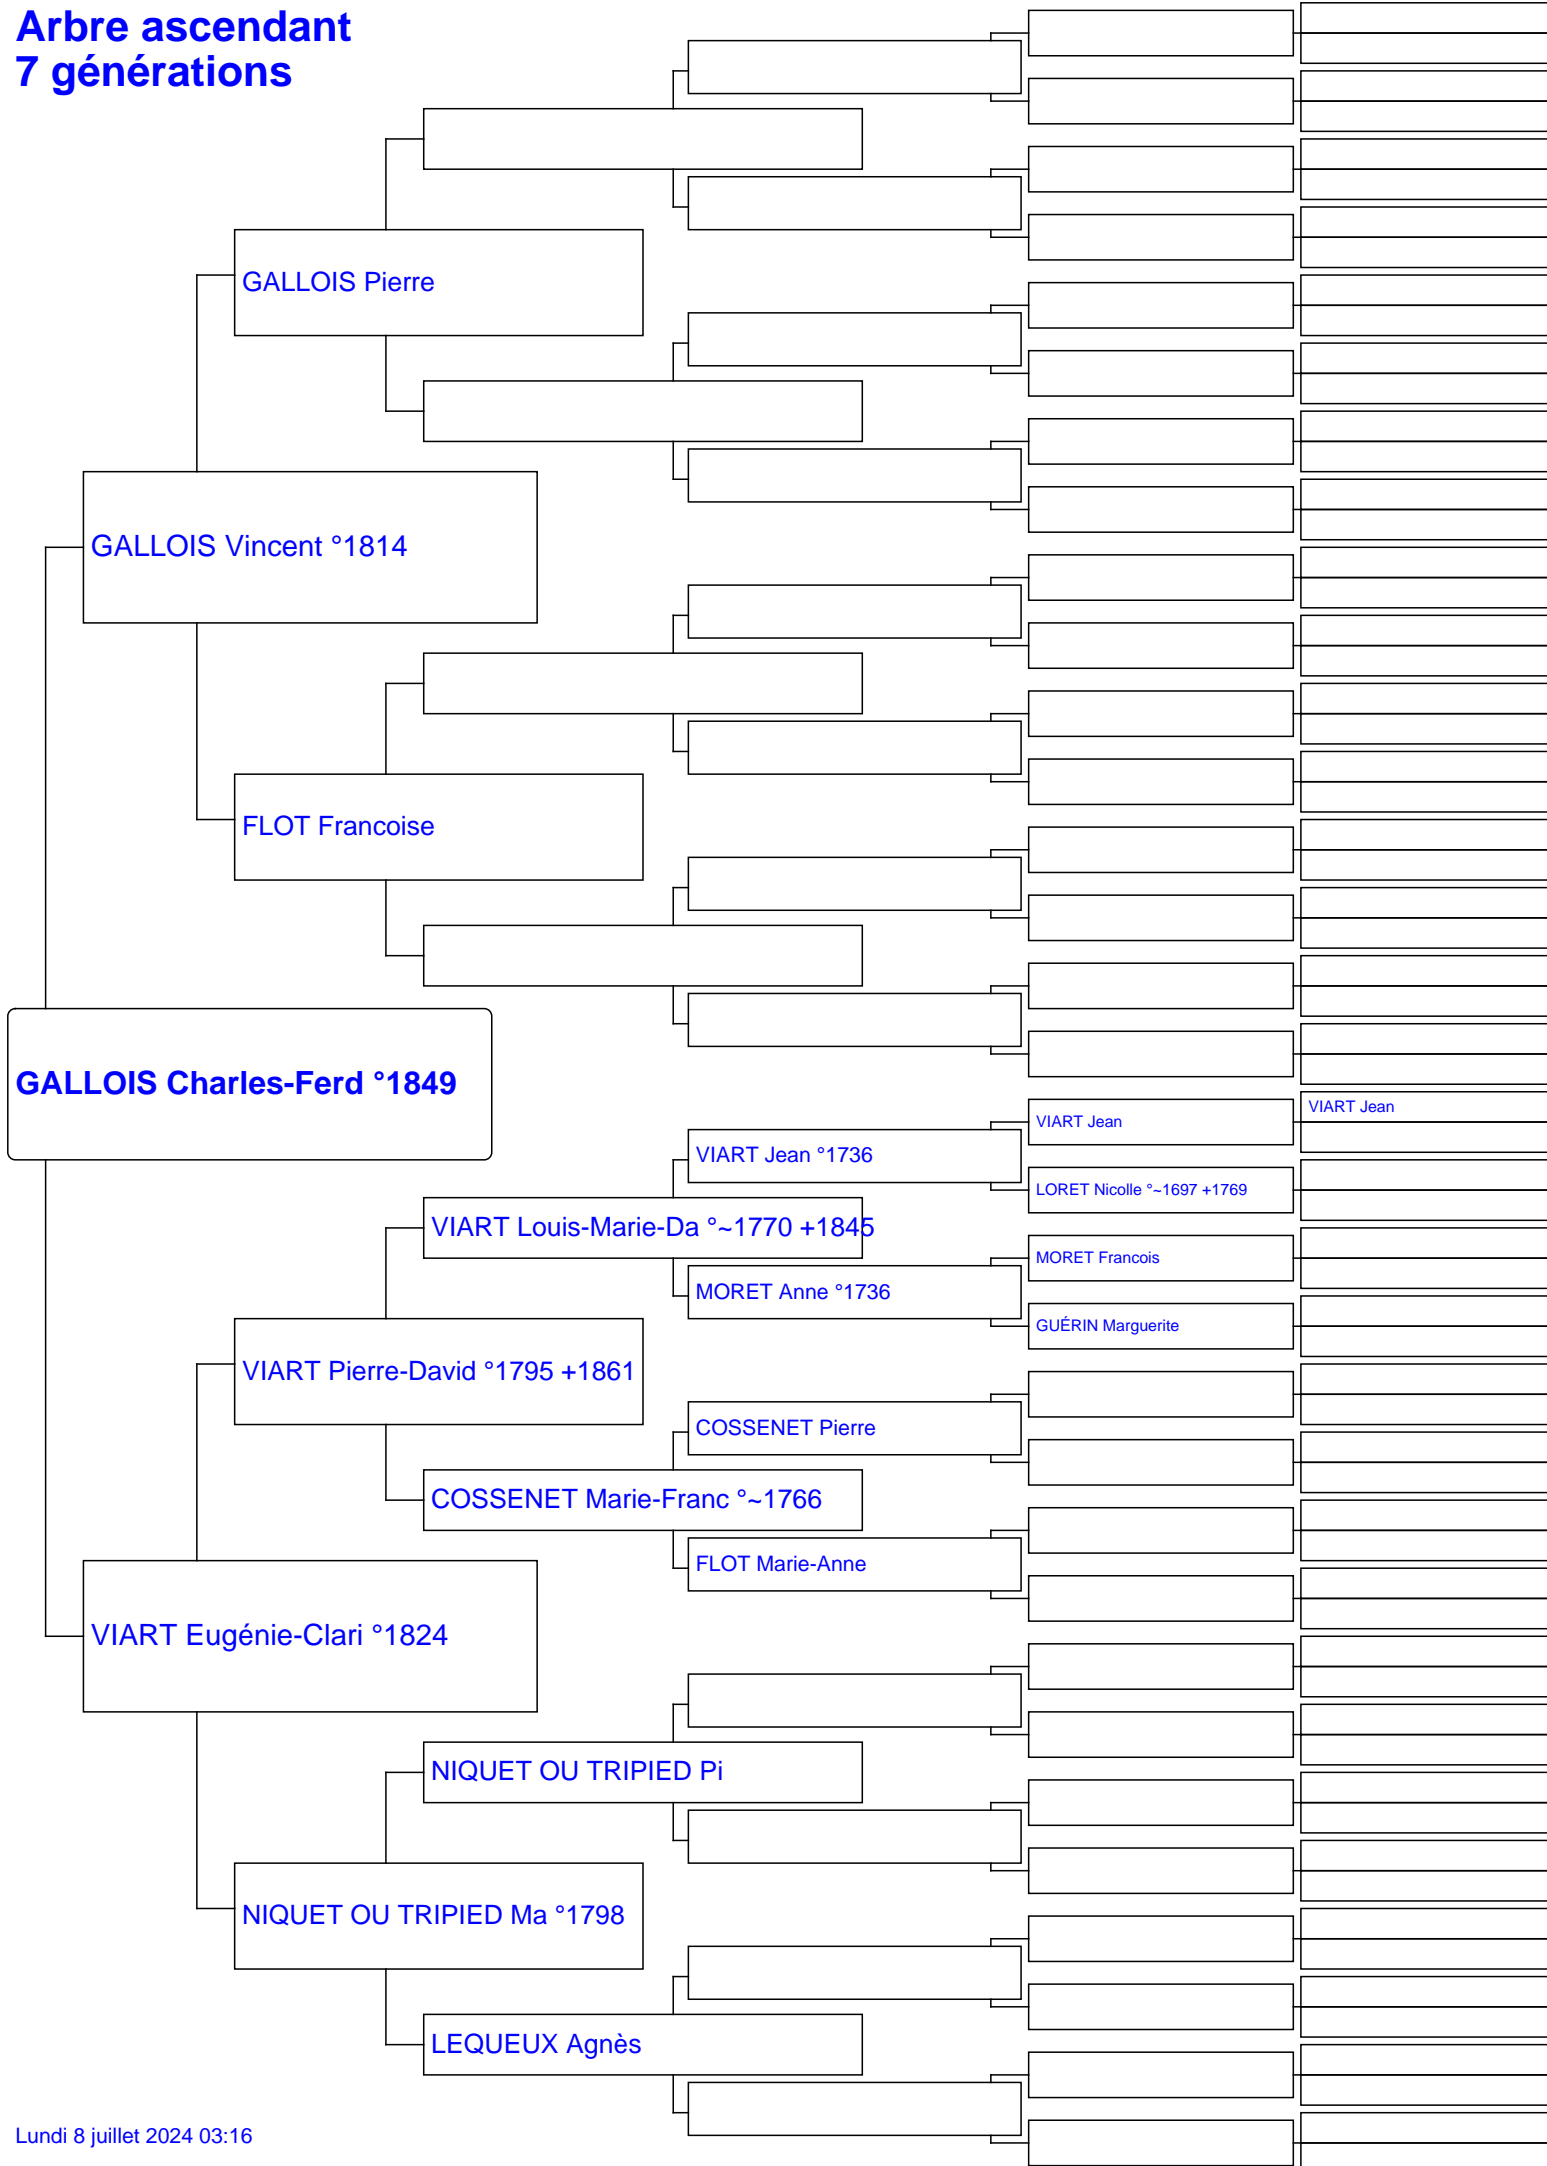 Arbre ascendant
7 générations
GALLOIS Pierre
GALLOIS Vincent °1814
FLOT Francoise
GALLOIS Charles-Ferd °1849
VIART Jean
VIART Jean
VIART Jean °1736
LORET Nicolle °~1697 +1769
VIART Louis-Marie-Da °~1770 +1845
MORET Francois
MORET Anne °1736
GUÉRIN Marguerite
VIART Pierre-David °1795 +1861
COSSENET Pierre
COSSENET Marie-Franc °~1766
FLOT Marie-Anne
VIART Eugénie-Clari °1824
NIQUET OU TRIPIED Pi
NIQUET OU TRIPIED Ma °1798
LEQUEUX Agnès
Lundi 8 juillet 2024 03:16